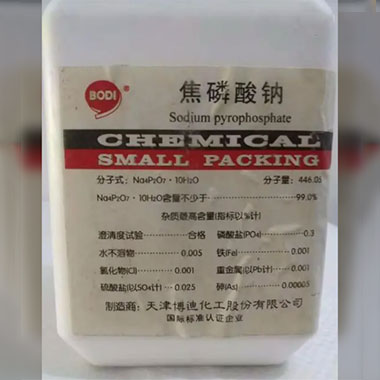 BODI
焦磷酸钠
Sodium pyrophosphate
CHEMICAL
SMALL PACKING
分子式：Na4P2O7·10H2O 分子量：446.06
Na4P2O7·10H2O含量不少于 99.0%
杂质最高含量(指标以%计)
澄清度试验 合格 磷酸盐(PO4) 0.3
水不溶物 0.005 铁(Fe) 0.001
氯化物(Cl) 0.001 重金属(以Pb计) 0.001
硫酸盐(以SO4计) 0.025 砷(As) 0.00005
制造商：天津博迪化工股份有限公司
国际标准认证企业